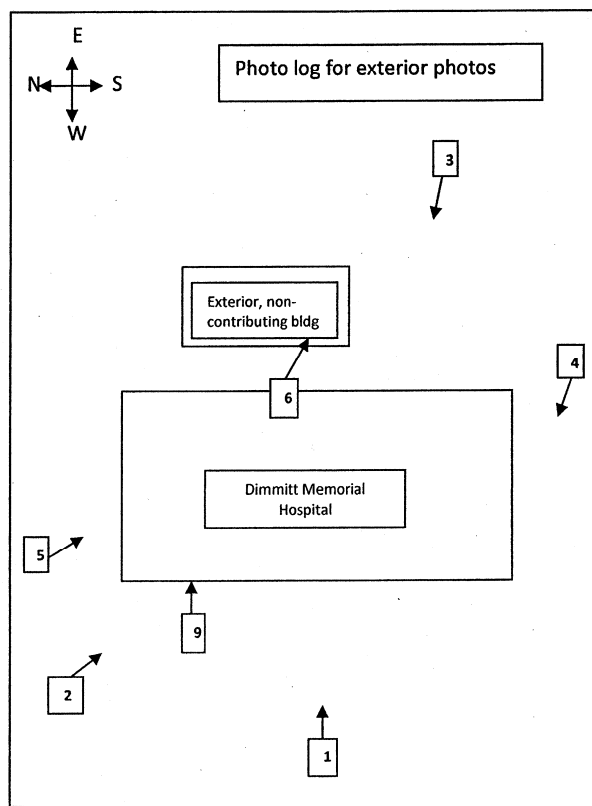 E
N S
W
Photo log for exterior photos
3
Exterior, non-
contributing bldg
4
6
Dimmitt Memorial
Hospital
5
9
2
1